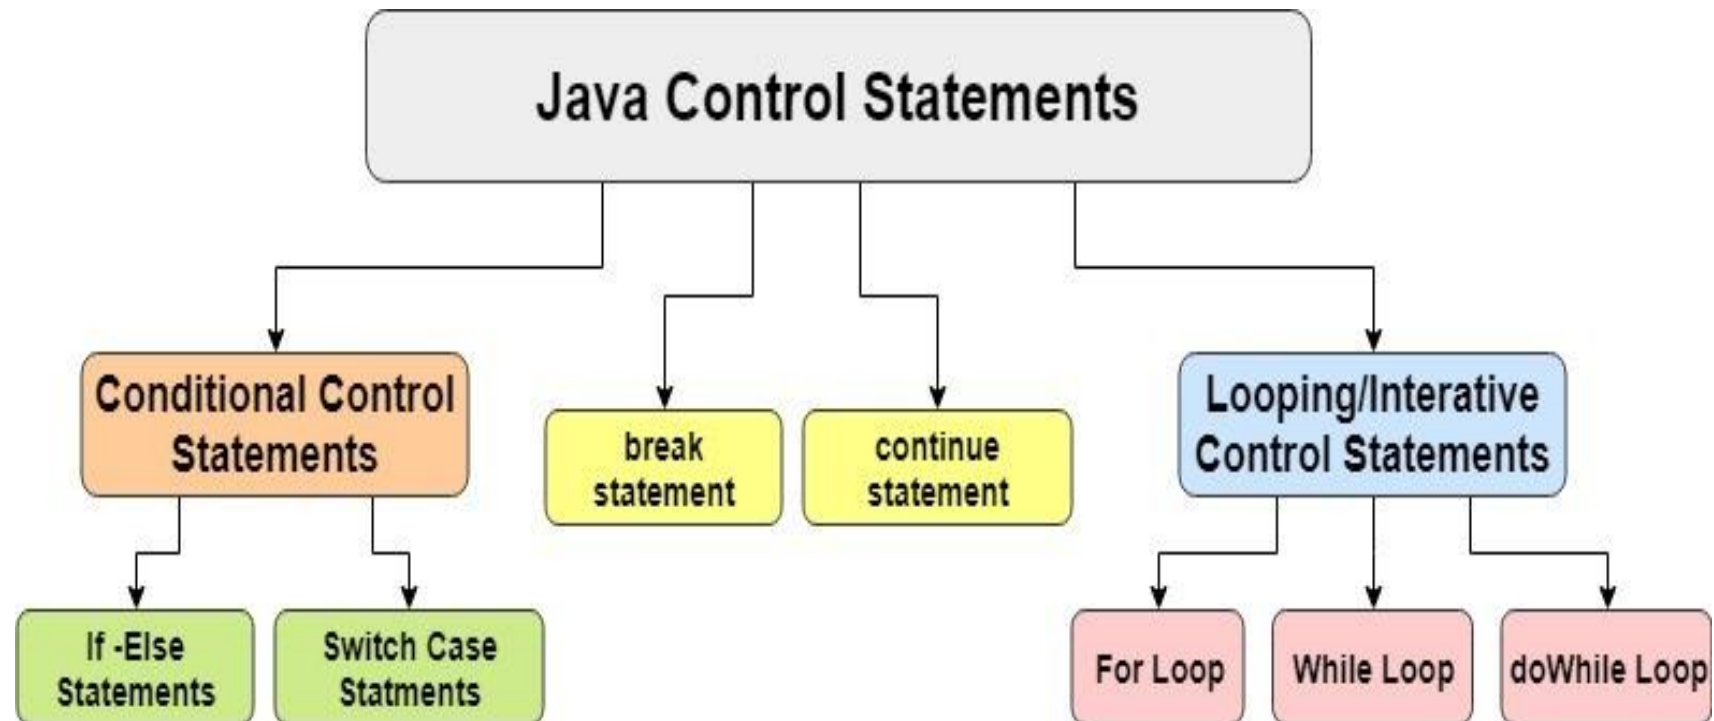 Java Control Statements
Conditional Control
Statements
break
statement
continue
statement
Looping/Interative
Control Statements
If -Else
Statements
Switch Case
Statments
For Loop
While Loop
doWhile Loop